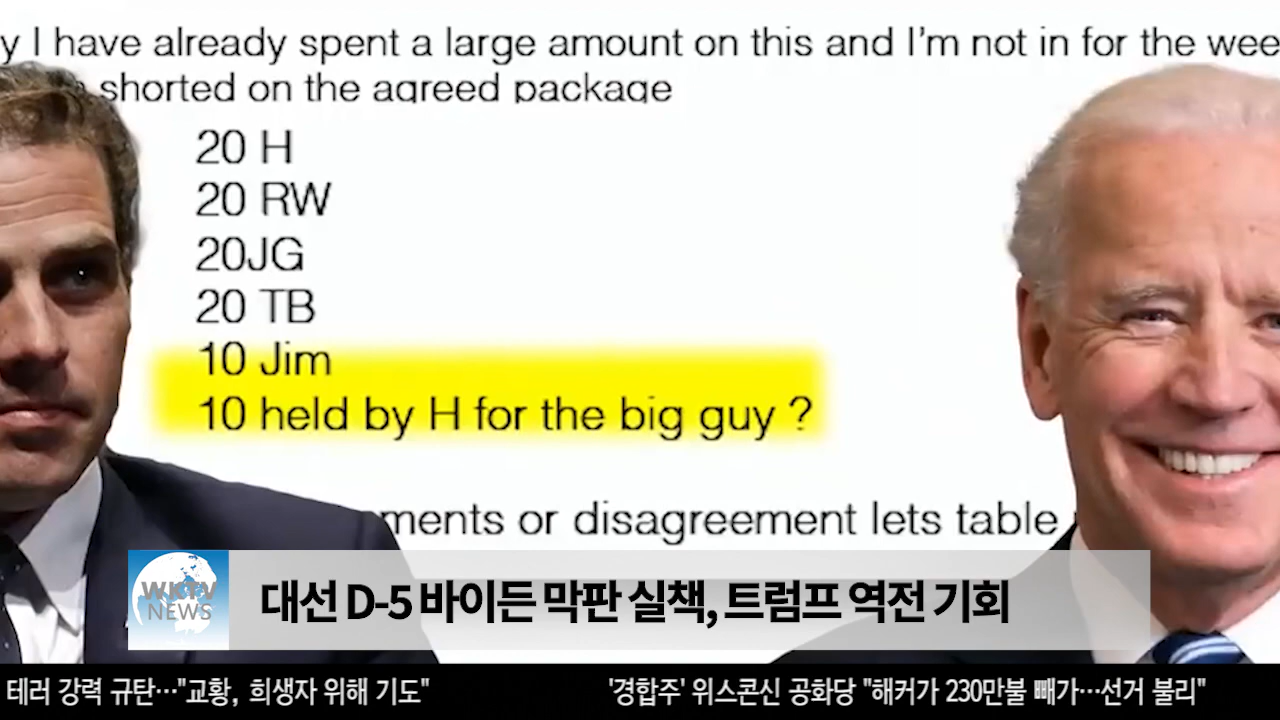 y I have already spent a large amount on this and I'm not in for the wee
shorted on the agreed package
20 H
20 RW
20JG
20 TB
10 Jim
10 held by H for the big guy ?
ments or disagreement lets table
WKTV
NEWS
대선 D-5 바이든 막판 실책, 트럼프 역전 기회
테러 강력 규탄…"교황, 희생자 위해 기도"
'경합주' 위스콘신 공화당 "해커가 230만불 빼가…선거 불리"